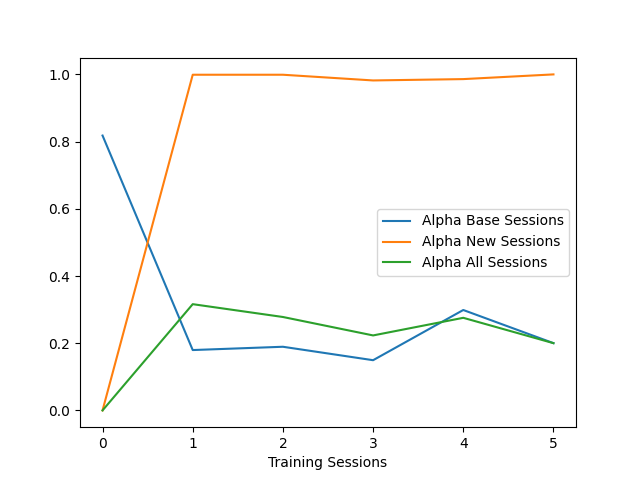 1.0
0.8
0.6
0.4
0.2
0.0
Alpha Base Sessions
Alpha New Sessions
Alpha All Sessions
0 1 2 3 4 5
Training Sessions